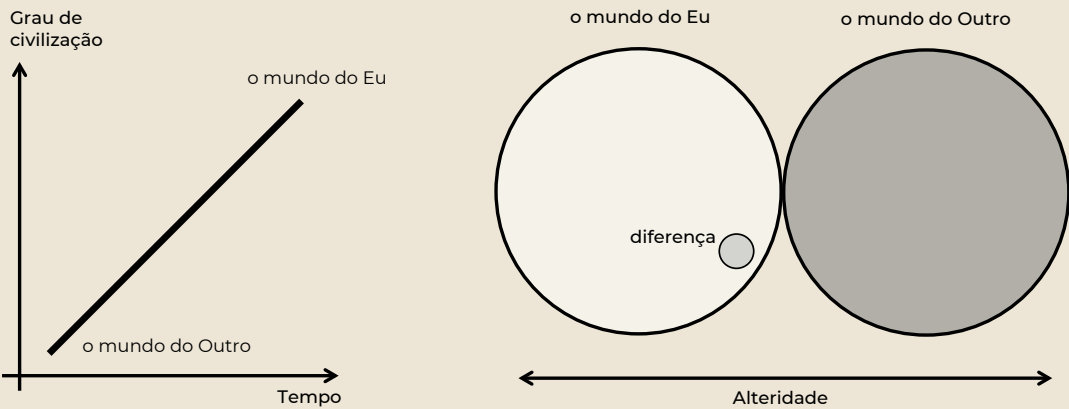 Grau de
civilização
o mundo do Eu
o mundo do Outro
Tempo
o mundo do Eu
o mundo do Outro
diferença
Alteridade